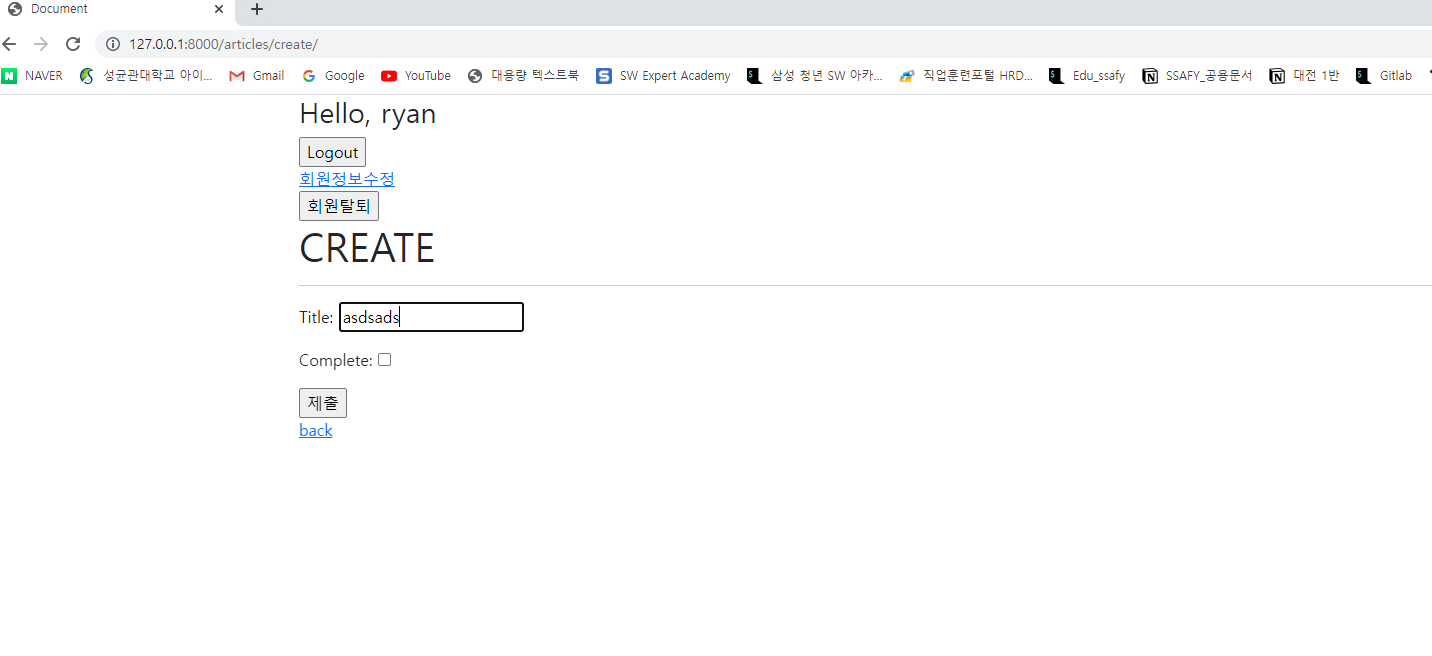 Document
127.0.0.1:8000/articles/create/
NAVER 성균관대학교 아이... Gmail Google YouTube 대용량 텍스트북 SW Expert Academy 삼성 청년 SW 아카... 직업훈련포털 HRD... Edu_ssafy SSAFY_공용문서 대전 1반 Gitlab
Hello, ryan
Logout
회원정보수정
회원탈퇴
CREATE
Title: asdsads
Complete:
제출
back